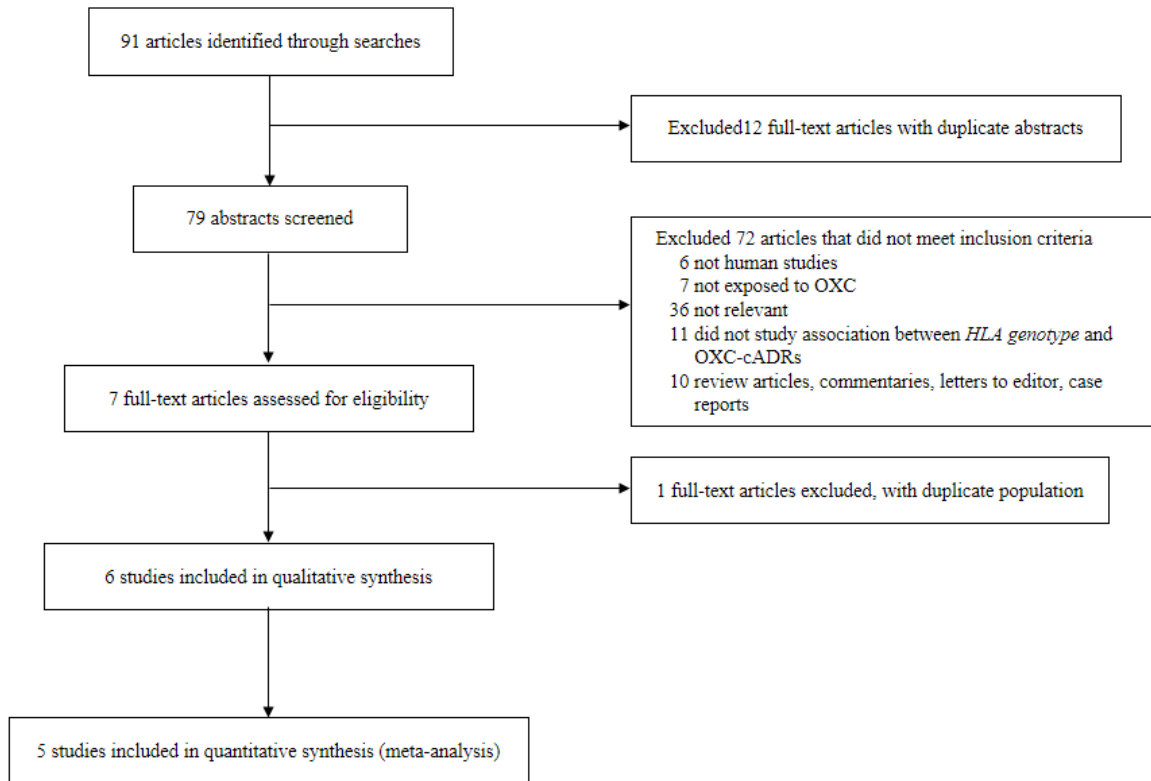 91 articles identified through searches
Excluded12 full-text articles with duplicate abstracts
79 abstracts screened
Excluded 72 articles that did not meet inclusion criteria
6 not human studies
7 not exposed to OXC
36 not relevant
11 did not study association between HLA genotype and
OXC-cADRs
10 review articles, commentaries, letters to editor, case
reports
7 full-text articles assessed for eligibility
1 full-text articles excluded, with duplicate population
6 studies included in qualitative synthesis
5 studies included in quantitative synthesis (meta-analysis)